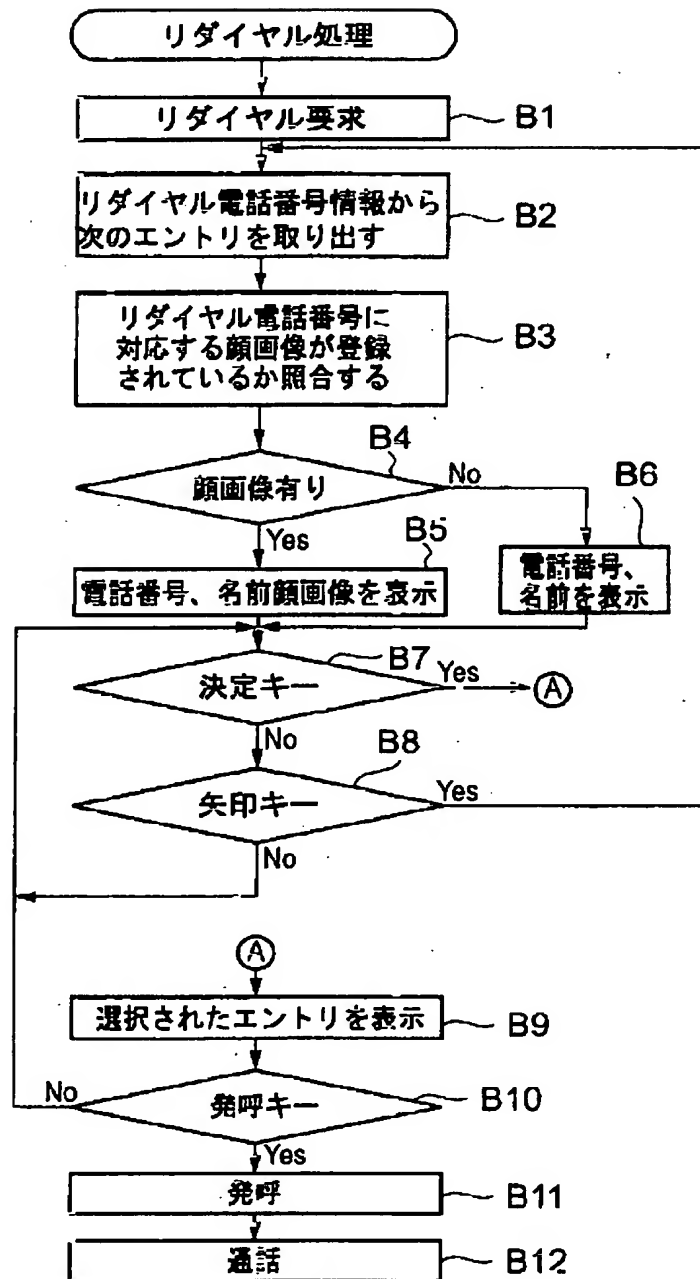 リダイヤル処理
リダイヤル要求
B1
リダイヤル電話番号情報から
次のエントリを取り出す
B2
リダイヤル電話番号に
対応する顔画像が登録
されているか照合する
B3
B4
顔画像有り
No
B6
Yes
B5
電話番号、名前顔画像を表示
電話番号、
名前を表示
B7
決定キー
Yes
A
No
B8
矢印キー
Yes
No
A
選択されたエントリを表示
B9
No
発呼キー
B10
Yes
発呼
B11
通話
B12